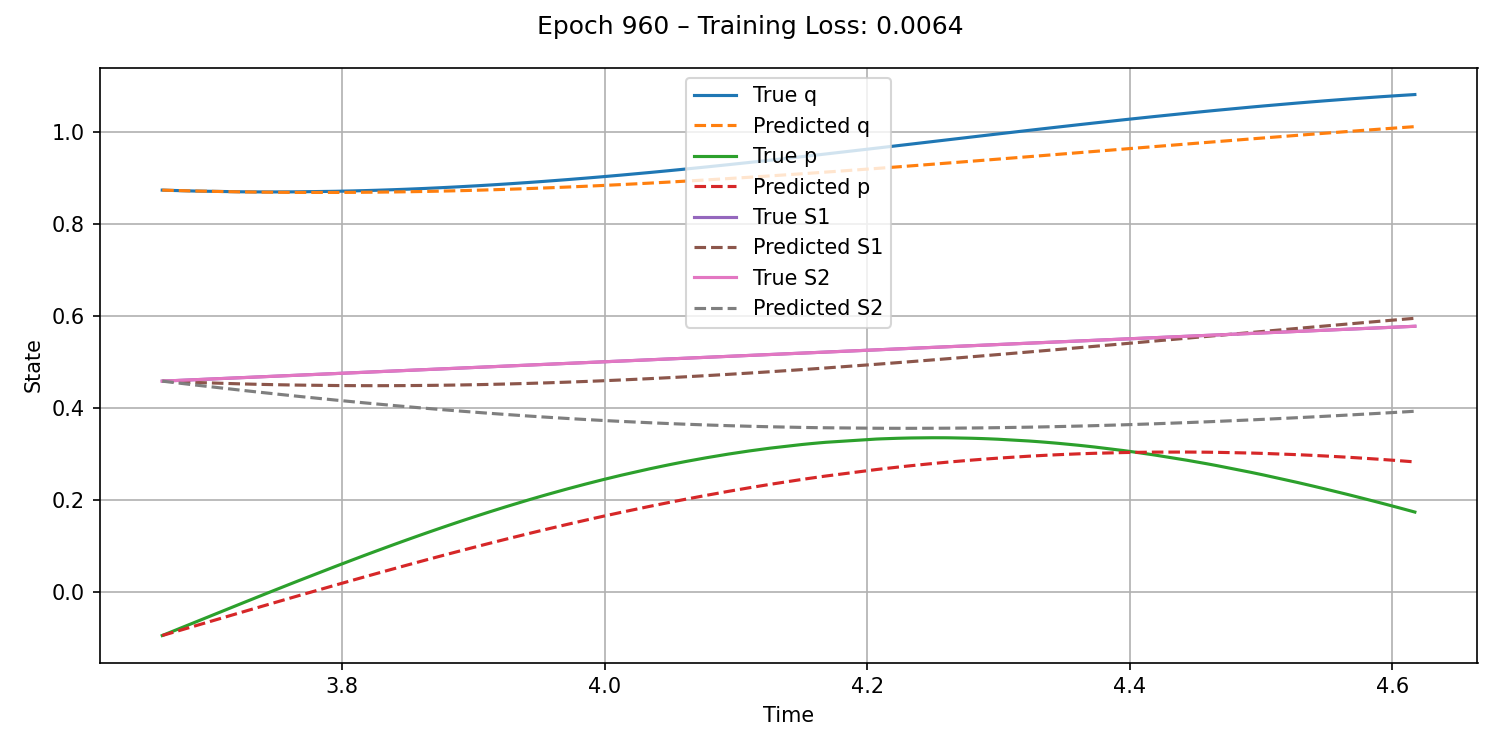 Epoch 960 – Training Loss: 0.0064
True q
Predicted q
True p
Predicted p
True S1
Predicted S1
True S2
Predicted S2
State
1.0
0.8
0.6
0.4
0.2
0.0
3.8
4.0
4.2
4.4
4.6
Time